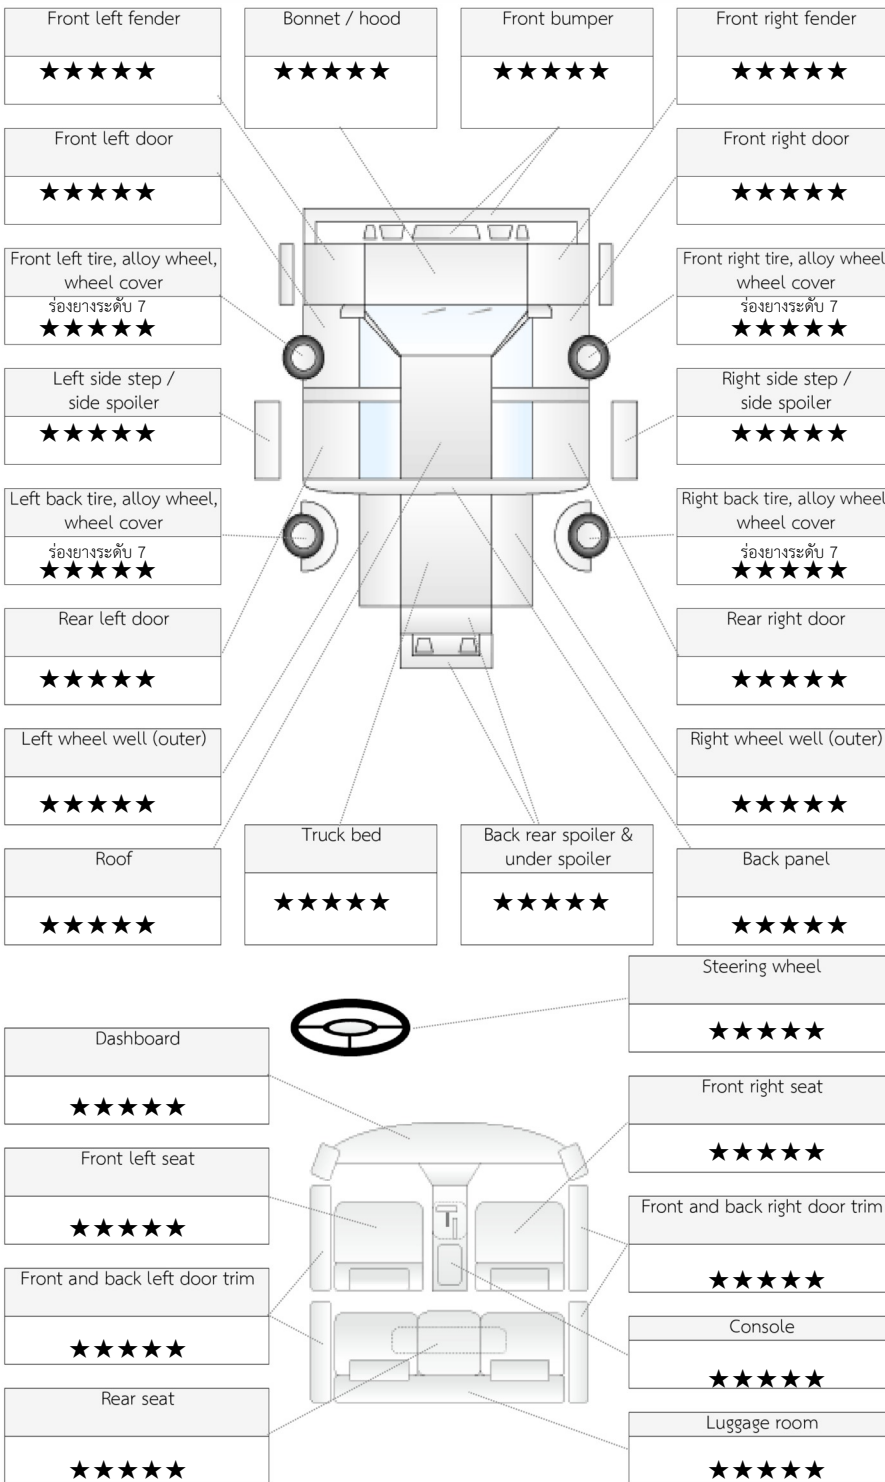 Front left fender
★★★★★
Bonnet / hood
★★★★★
Front bumper
★★★★★
Front right fender
★★★★★
Front left door
★★★★★
Front right door
★★★★★
Front left tire, alloy wheel,
wheel cover
ร่องยางระดับ 7
★★★★★
Front right tire, alloy wheel
wheel cover
ร่องยางระดับ 7
★★★★★
Left side step /
side spoiler
★★★★★
Right side step /
side spoiler
★★★★★
Left back tire, alloy wheel,
wheel cover
ร่องยางระดับ 7
★★★★★
Right back tire, alloy wheel
wheel cover
ร่องยางระดับ 7
★★★★★
Rear left door
★★★★★
Rear right door
★★★★★
Left wheel well (outer)
★★★★★
Right wheel well (outer)
★★★★★
Roof
★★★★★
Truck bed
★★★★★
Back rear spoiler &
under spoiler
★★★★★
Back panel
★★★★★
Steering wheel
★★★★★
Dashboard
★★★★★
Front right seat
★★★★★
Front left seat
★★★★★
Front and back right door trim
★★★★★
Front and back left door trim
★★★★★
Console
★★★★★
Rear seat
★★★★★
Luggage room
★★★★★